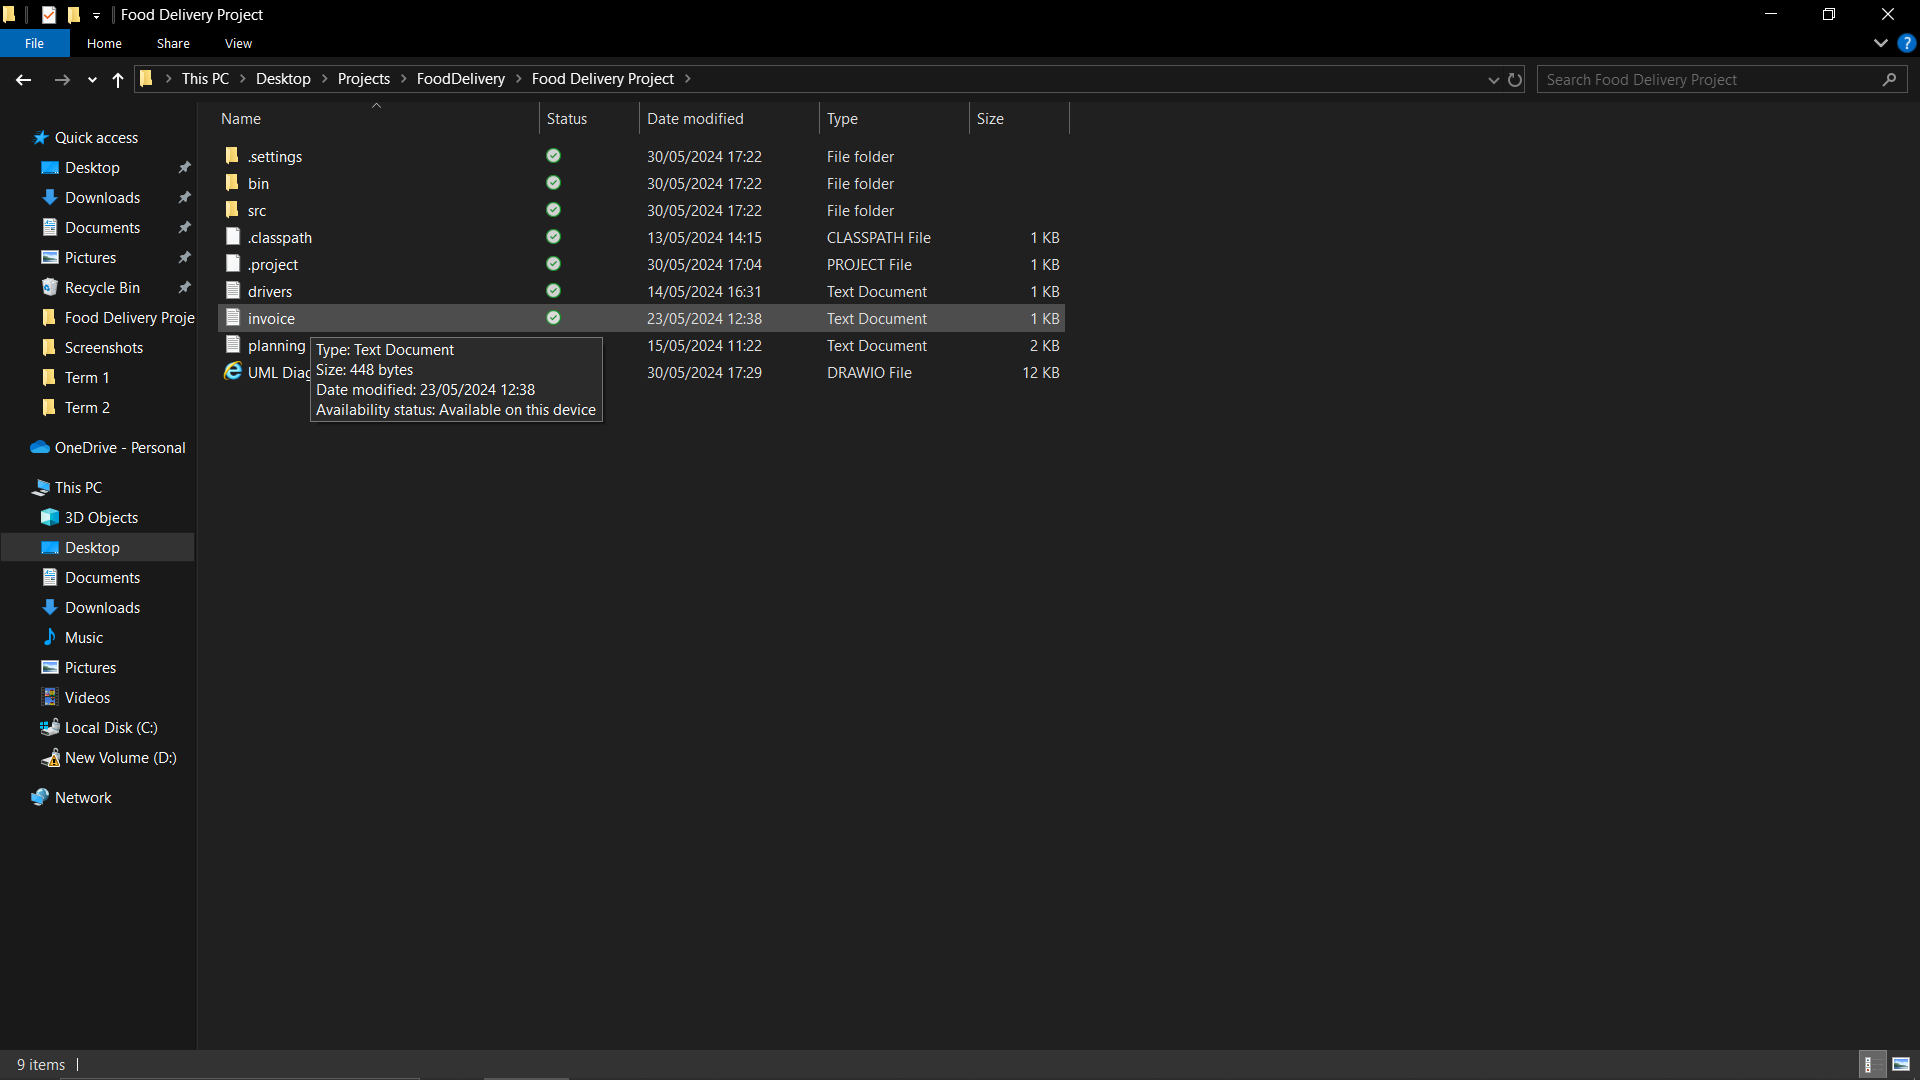 Food Delivery Project
File Home Share View ?
This PC Desktop Projects FoodDelivery Food Delivery Project Search Food Delivery Project
Name Status Date modified Type Size
Quick access
Desktop
Downloads
Documents
Pictures
Recycle Bin
Food Delivery Proje
Screenshots
Term 1
Term 2
OneDrive - Personal
This PC
3D Objects
Desktop
Documents
Downloads
Music
Pictures
Videos
Local Disk (C:)
New Volume (D:)
Network
.settings 30/05/2024 17:22 File folder
bin 30/05/2024 17:22 File folder
src 30/05/2024 17:22 File folder
.classpath 13/05/2024 14:15 CLASSPATH File 1 KB
.project 30/05/2024 17:04 PROJECT File 1 KB
drivers 14/05/2024 16:31 Text Document 1 KB
invoice 23/05/2024 12:38 Text Document 1 KB
planning 15/05/2024 11:22 Text Document 2 KB
UML Diag 30/05/2024 17:29 DRAWIO File 12 KB
Type: Text Document
Size: 448 bytes
Date modified: 23/05/2024 12:38
Availability status: Available on this device
9 items